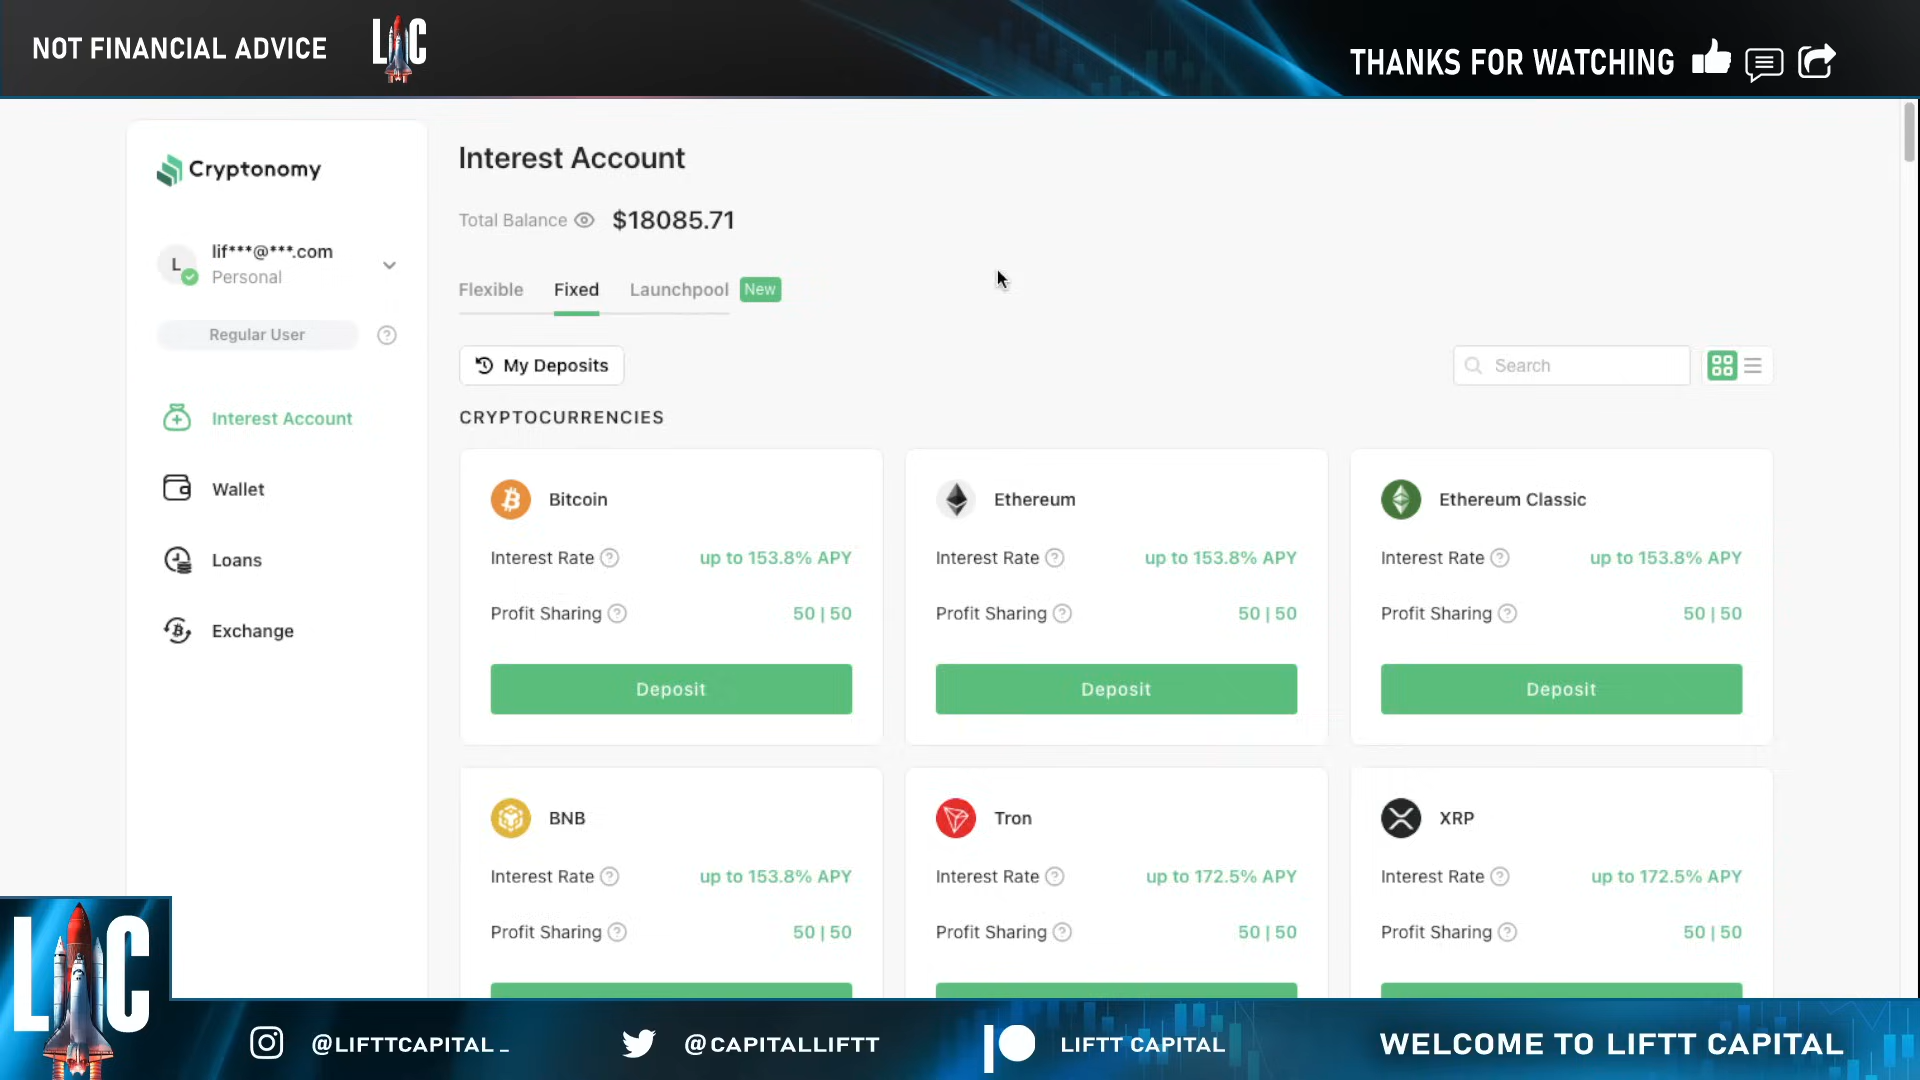 NOT FINANCIAL ADVICE
LC
THANKS FOR WATCHING
Cryptonomy
L
lif***@***.com
Personal
Regular User
Interest Account
Wallet
Loans
Exchange
Interest Account
Total Balance $18085.71
Flexible Fixed Launchpool New
My Deposits
Search
CRYPTOCURRENCIES
Bitcoin
Interest Rate ? up to 153.8% APY
Profit Sharing ? 50 | 50
Deposit
Ethereum
Interest Rate ? up to 153.8% APY
Profit Sharing ? 50 | 50
Deposit
Ethereum Classic
Interest Rate ? up to 153.8% APY
Profit Sharing ? 50 | 50
Deposit
BNB
Interest Rate ? up to 153.8% APY
Profit Sharing ? 50 | 50
Tron
Interest Rate ? up to 172.5% APY
Profit Sharing ? 50 | 50
XRP
Interest Rate ? up to 172.5% APY
Profit Sharing ? 50 | 50
LC
@LIFTTCAPITAL_
@CAPITALLIFTT
LIFTT CAPITAL
WELCOME TO LIFTT CAPITAL